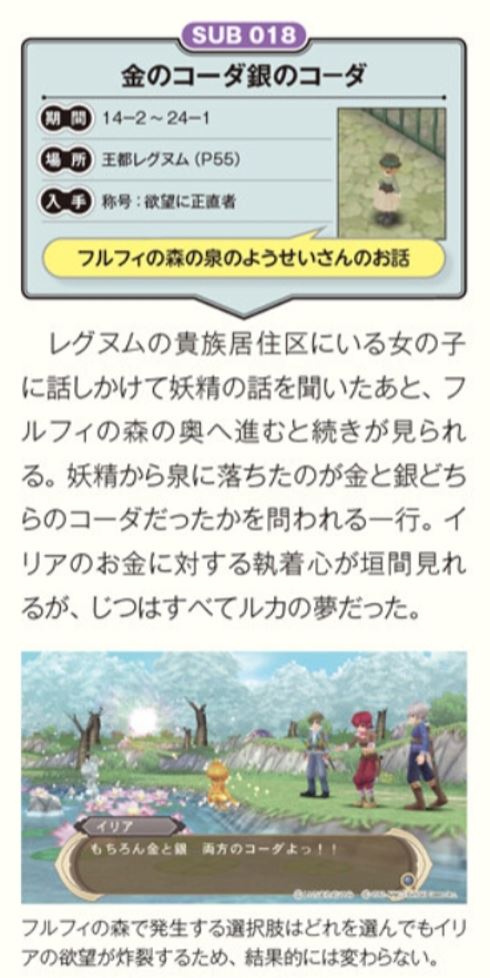 SUB 018
金のコーダ銀のコーダ
期間 14-2～24-1
場所 王都レグヌム（P55）
入手 称号：欲望に正直者
フルフィの森の泉のようせいさんのお話
レグヌムの貴族居住区にいる女の子
に話しかけて妖精の話を聞いたあと、フ
ルフィの森の奥へ進むと続きが見られ
る。妖精から泉に落ちたのが金と銀どち
らのコーダだったかを問われる一行。イ
リアのお金に対する執着心が垣間見れ
るが、じつはすべてルカの夢だった。
イリア
もちろん金と銀　両方のコーダよっ！！
フルフィの森で発生する選択肢はどれを選んでもイリ
アの欲望が炸裂するため、結果的には変わらない。